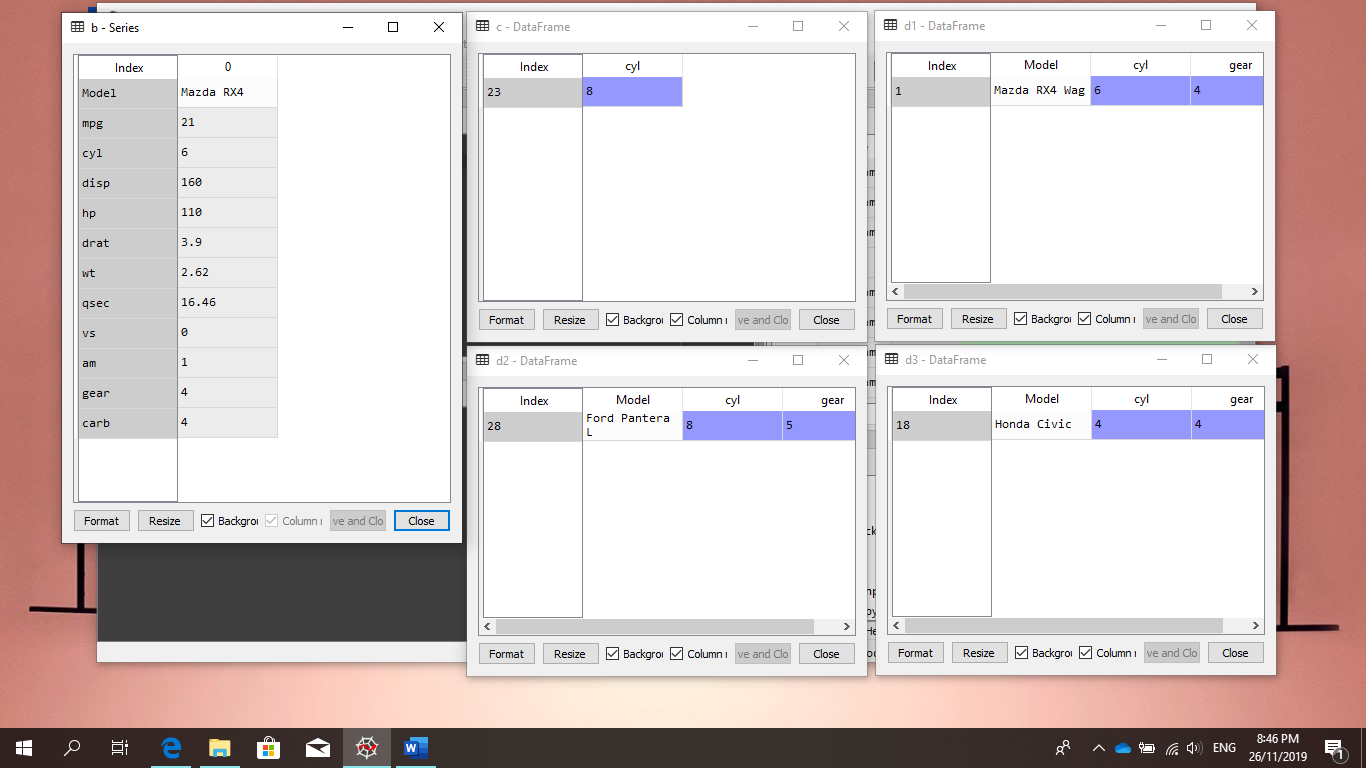 b - Series
Index 0
Model Mazda RX4
mpg 21
cyl 6
disp 160
hp 110
drat 3.9
wt 2.62
qsec 16.46
vs 0
am 1
gear 4
carb 4
Format Resize Backgrou Column ve and Clo Close
c - DataFrame
Index cyl
23 8
Format Resize Backgrou Column ve and Clo Close
d1 - DataFrame
Index Model cyl gear
1 Mazda RX4 Wag 6 4
Format Resize Backgrou Column ve and Clo Close
d2 - DataFrame
Index Model cyl gear
28 Ford Pantera L 8 5
Format Resize Backgrou Column ve and Clo Close
d3 - DataFrame
Index Model cyl gear
18 Honda Civic 4 4
Format Resize Backgrou Column ve and Clo Close
ENG
8:46 PM
26/11/2019
1